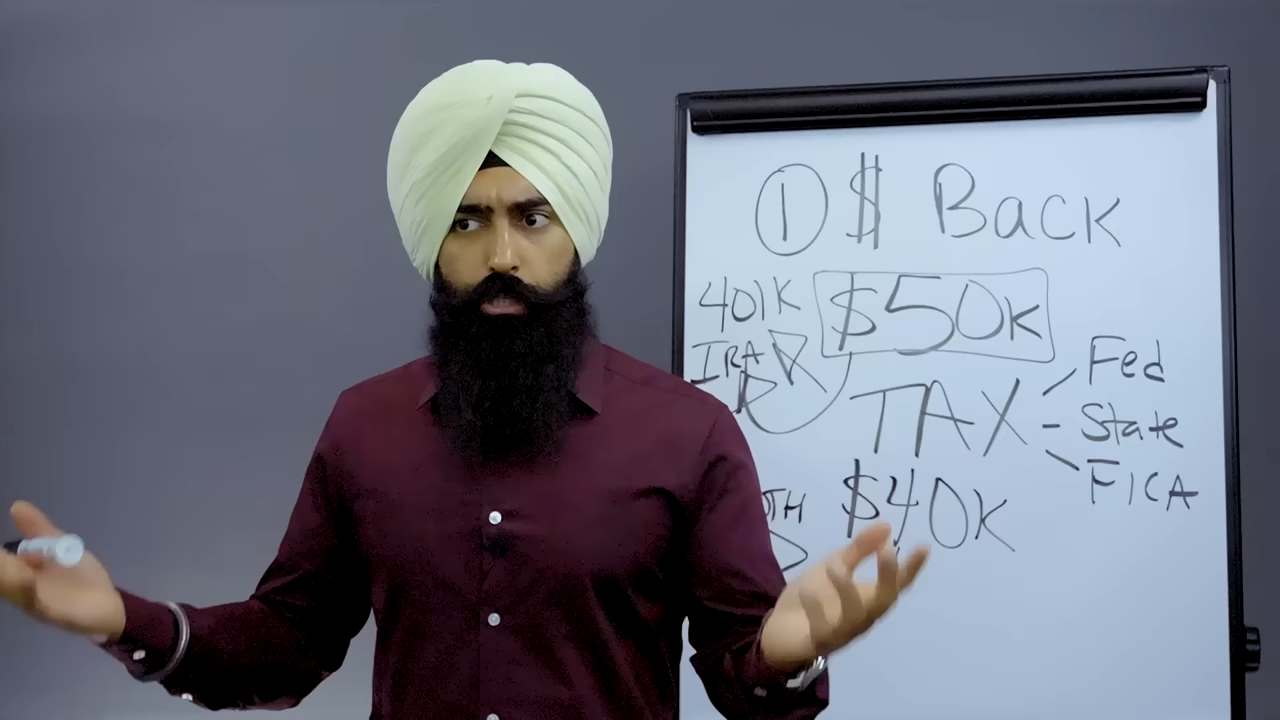 ① $ Back
401K $50K
IRA
TAX
Fed
State
FICA
$40K